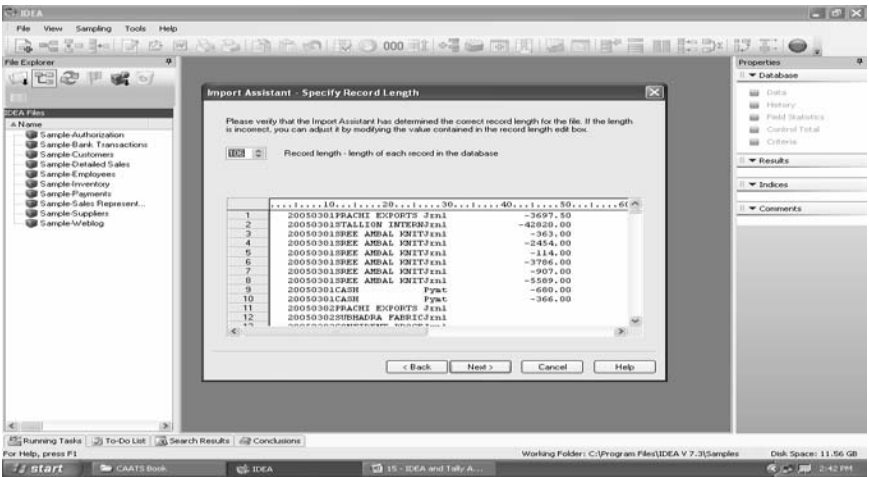 IDEA
File View Sampling Tools Help
000
File Explorer
IDEA Files
Name
Sample-Authorization
Sample-Bank Transactions
Sample-Customers
Sample-Detailed Sales
Sample-Employees
Sample-Inventory
Sample-Payments
Sample-Sales Represent...
Sample-Suppliers
Sample-Weblog
Import Assistant - Specify Record Length
Please verify that the Import Assistant has determined the correct record length for the file. If the length
is incorrect, you can adjust it by modifying the value contained in the record length edit box.
Record length - length of each record in the database
....:....10...:....20...:....30...:....40...:....50...:....6(
1 20050301PRACHI EXPORTS Jrnl -3697.50
2 20050301STALLION INTERNJrnl -42828.00
3 20050301SREE AMBAL KNITJrnl -363.00
4 20050301SREE AMBAL KNITJrnl -2454.00
5 20050301SREE AMBAL KNITJrnl -114.00
6 20050301SREE AMBAL KNITJrnl -3786.00
7 20050301SREE AMBAL KNITJrnl -907.00
8 20050301SREE AMBAL KNITJrnl -5589.00
9 20050301CASH Pymt -680.00
10 20050301CASH Pymt -366.00
11 20050302PRACHI EXPORTS Jrnl
12 20050302SUBHADRA FABRICJrnl
< Back Next > Cancel Help
Properties
Database
Data
History
Field Statistics
Control Total
Criteria
Results
Indices
Comments
Running Tasks To-Do List Search Results Conclusions
For Help, press F1 Working Folder: C:\Program Files\IDEA V 7.3\Samples Disk Space: 11.56 GB
start CAATS Book IDEA 15 - IDEA and Tally A... 2:42 PM